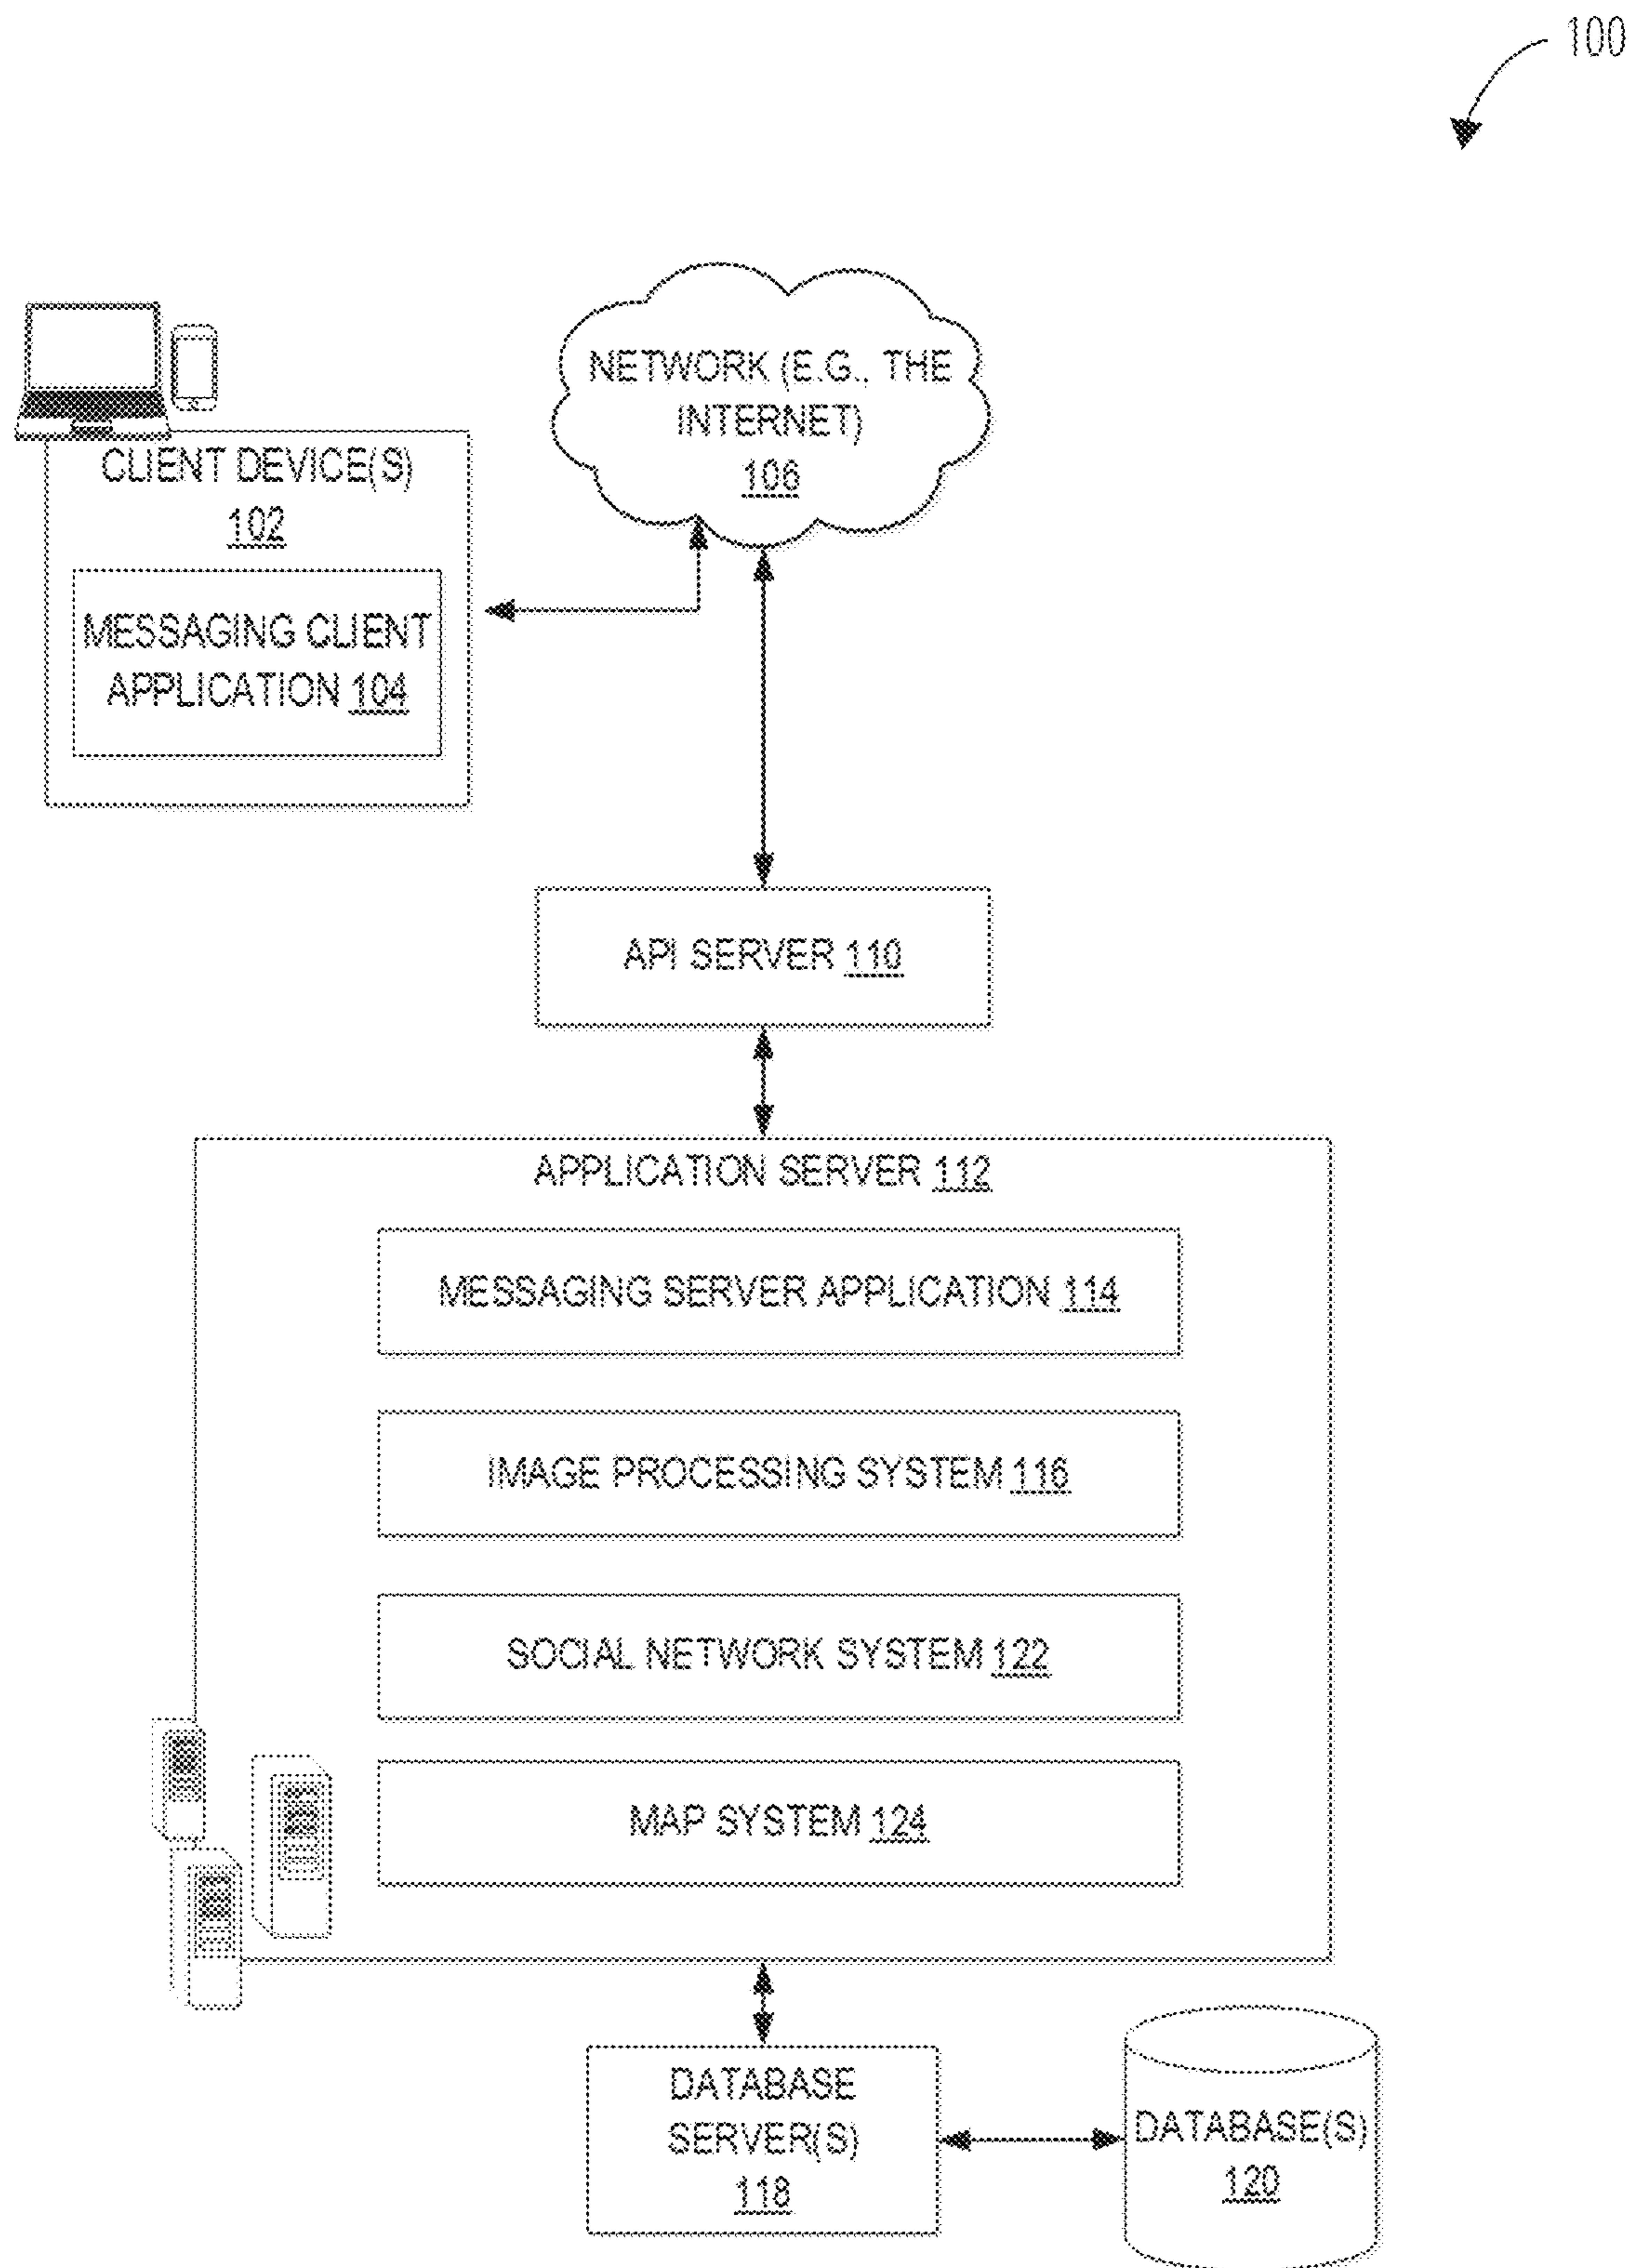 100
NETWORK (E.G., THE
INTERNET)
106
CLIENT DEVICE(S)
102
MESSAGING CLIENT
APPLICATION 104
API SERVER 110
APPLICATION SERVER 112
MESSAGING SERVER APPLICATION 114
IMAGE PROCESSING SYSTEM 116
SOCIAL NETWORK SYSTEM 122
MAP SYSTEM 124
DATABASE
SERVER(S)
118
DATABASE(S)
120